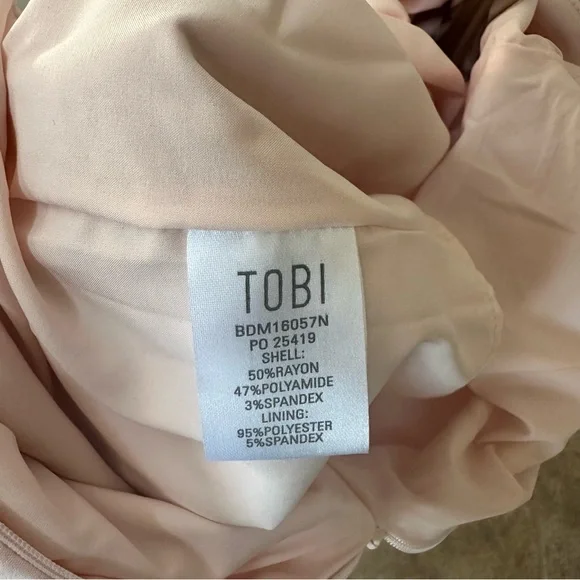 TOBI
BDM16057N
PO 25419
SHELL:
50%RAYON
47%POLYAMIDE
3%SPANDEX
LINING:
95%POLYESTER
5%SPANDEX